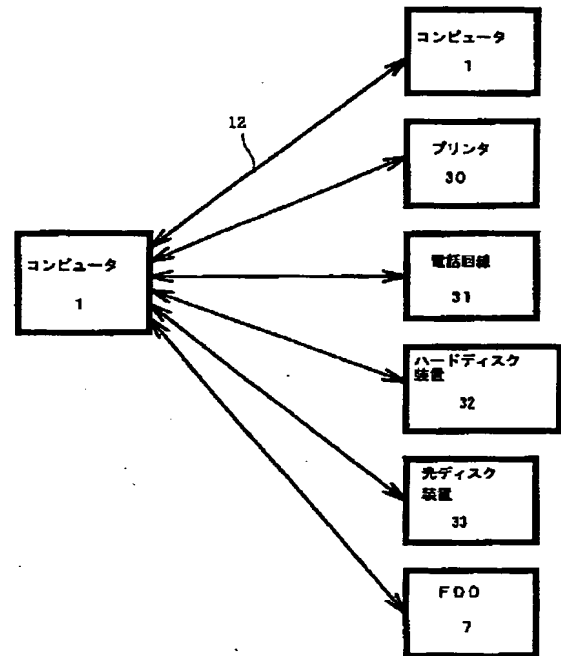 コンピュータ
1
12
プリンタ
30
コンピュータ
1
電話回線
31
ハードディスク
装置
32
光ディスク
装置
33
FDD
7